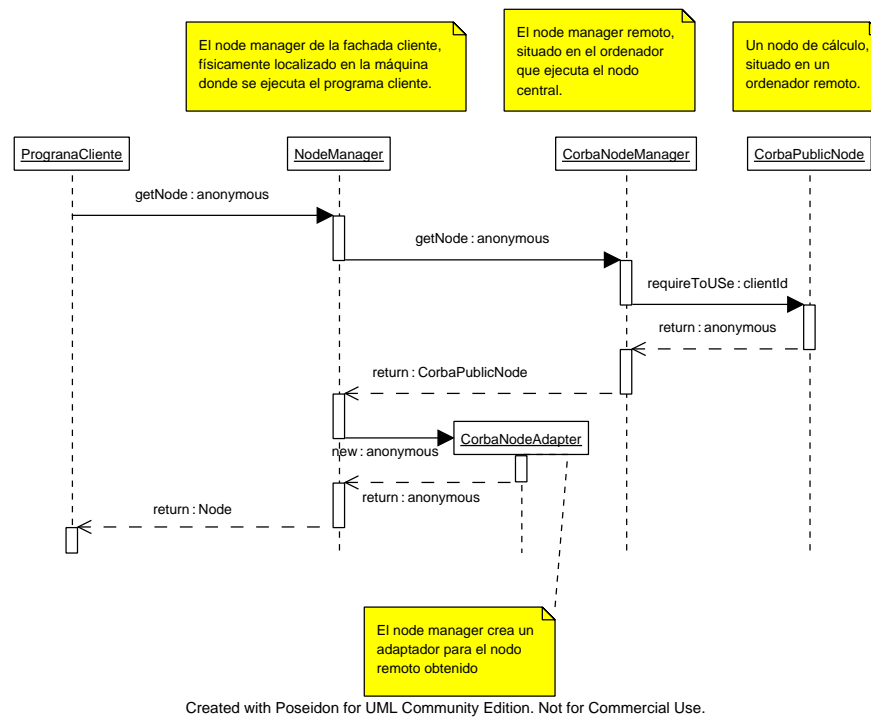 El node manager de la fachada cliente,
físicamente localizado en la máquina
donde se ejecuta el programa cliente.
El node manager remoto,
situado en el ordenador
que ejecuta el nodo
central.
Un nodo de cálculo,
situado en un
ordenador remoto.
ProgranaCliente
NodeManager
CorbaNodeManager
CorbaPublicNode
getNode : anonymous
getNode : anonymous
requireToUSe : clientId
return : anonymous
return : CorbaPublicNode
new : anonymous
CorbaNodeAdapter
return : anonymous
return : Node
El node manager crea un
adaptador para el nodo
remoto obtenido
Created with Poseidon for UML Community Edition. Not for Commercial Use.